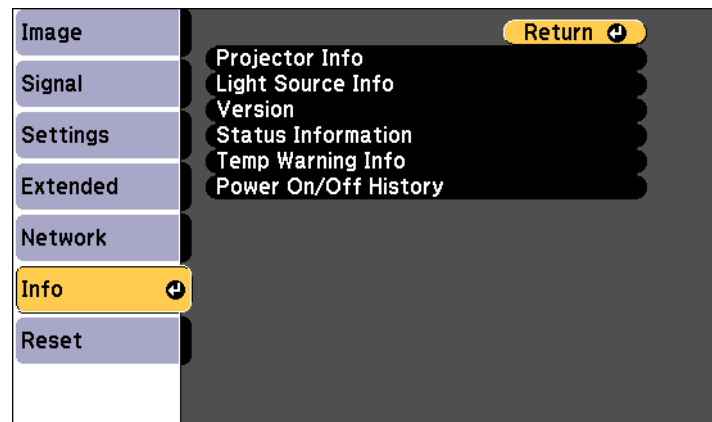 Image
Signal
Settings
Extended
Network
Info
Reset
Return
Projector Info
Light Source Info
Version
Status Information
Temp Warning Info
Power On/Off History